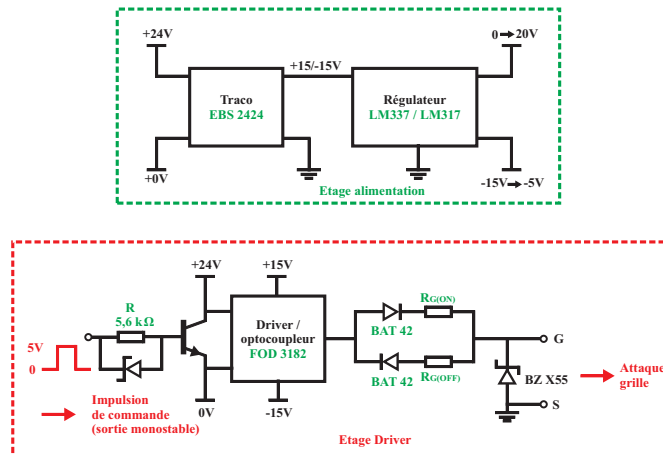 +24V
0 → 20V
+15/-15V
Traco
EBS 2424
Régulateur
LM337 / LM317
+0V
-15V → -5V
Etage alimentation
+24V
+15V
R
5,6 kΩ
5V
0
Driver /
optocoupleur
FOD 3182
RG(ON)
BAT 42
BAT 42
RG(OFF)
G
BZ X55
S
Attaque
grille
Impulsion
de commande
(sortie monostable)
0V
-15V
Etage Driver